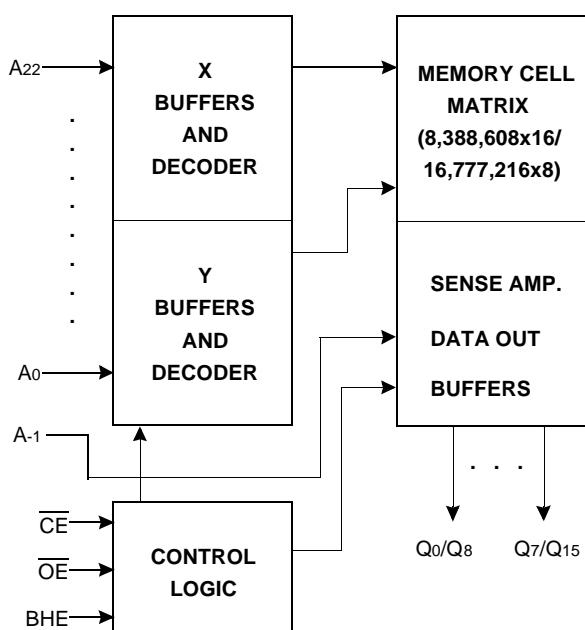 A22
X
BUFFERS
AND
DECODER
MEMORY CELL
MATRIX
(8,388,608x16/
16,777,216x8)
Y
BUFFERS
AND
DECODER
SENSE AMP.
DATA OUT
BUFFERS
A0
A-1
CE
OE
BHE
CONTROL
LOGIC
. . .
Q0/Q8
Q7/Q15